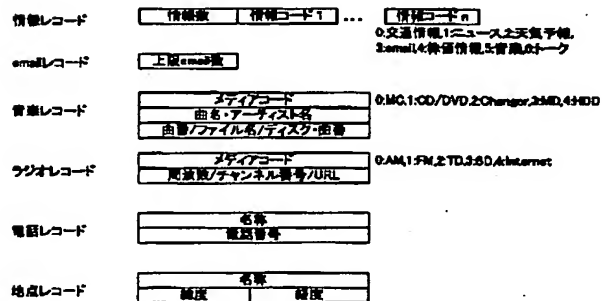 情報レコード 情報数 情報コード1 ... 情報コードn
0:交通情報,1:ニュース,2:天気予報,
3:email,4:株価情報,5:音楽,6:トーク
emailレコード 上限email数
音楽レコード メディアコード 0:MC,1:CD/DVD,2:Changer,3:MD,4:HDD
曲名・アーティスト名
曲番/ファイル名/ディスク・曲番
ラジオレコード メディアコード 0:AM,1:FM,2:TD,3:SD,4:Internet
周波数/チャンネル番号/URL
電話レコード 名称
電話番号
地点レコード 名称
緯度 経度